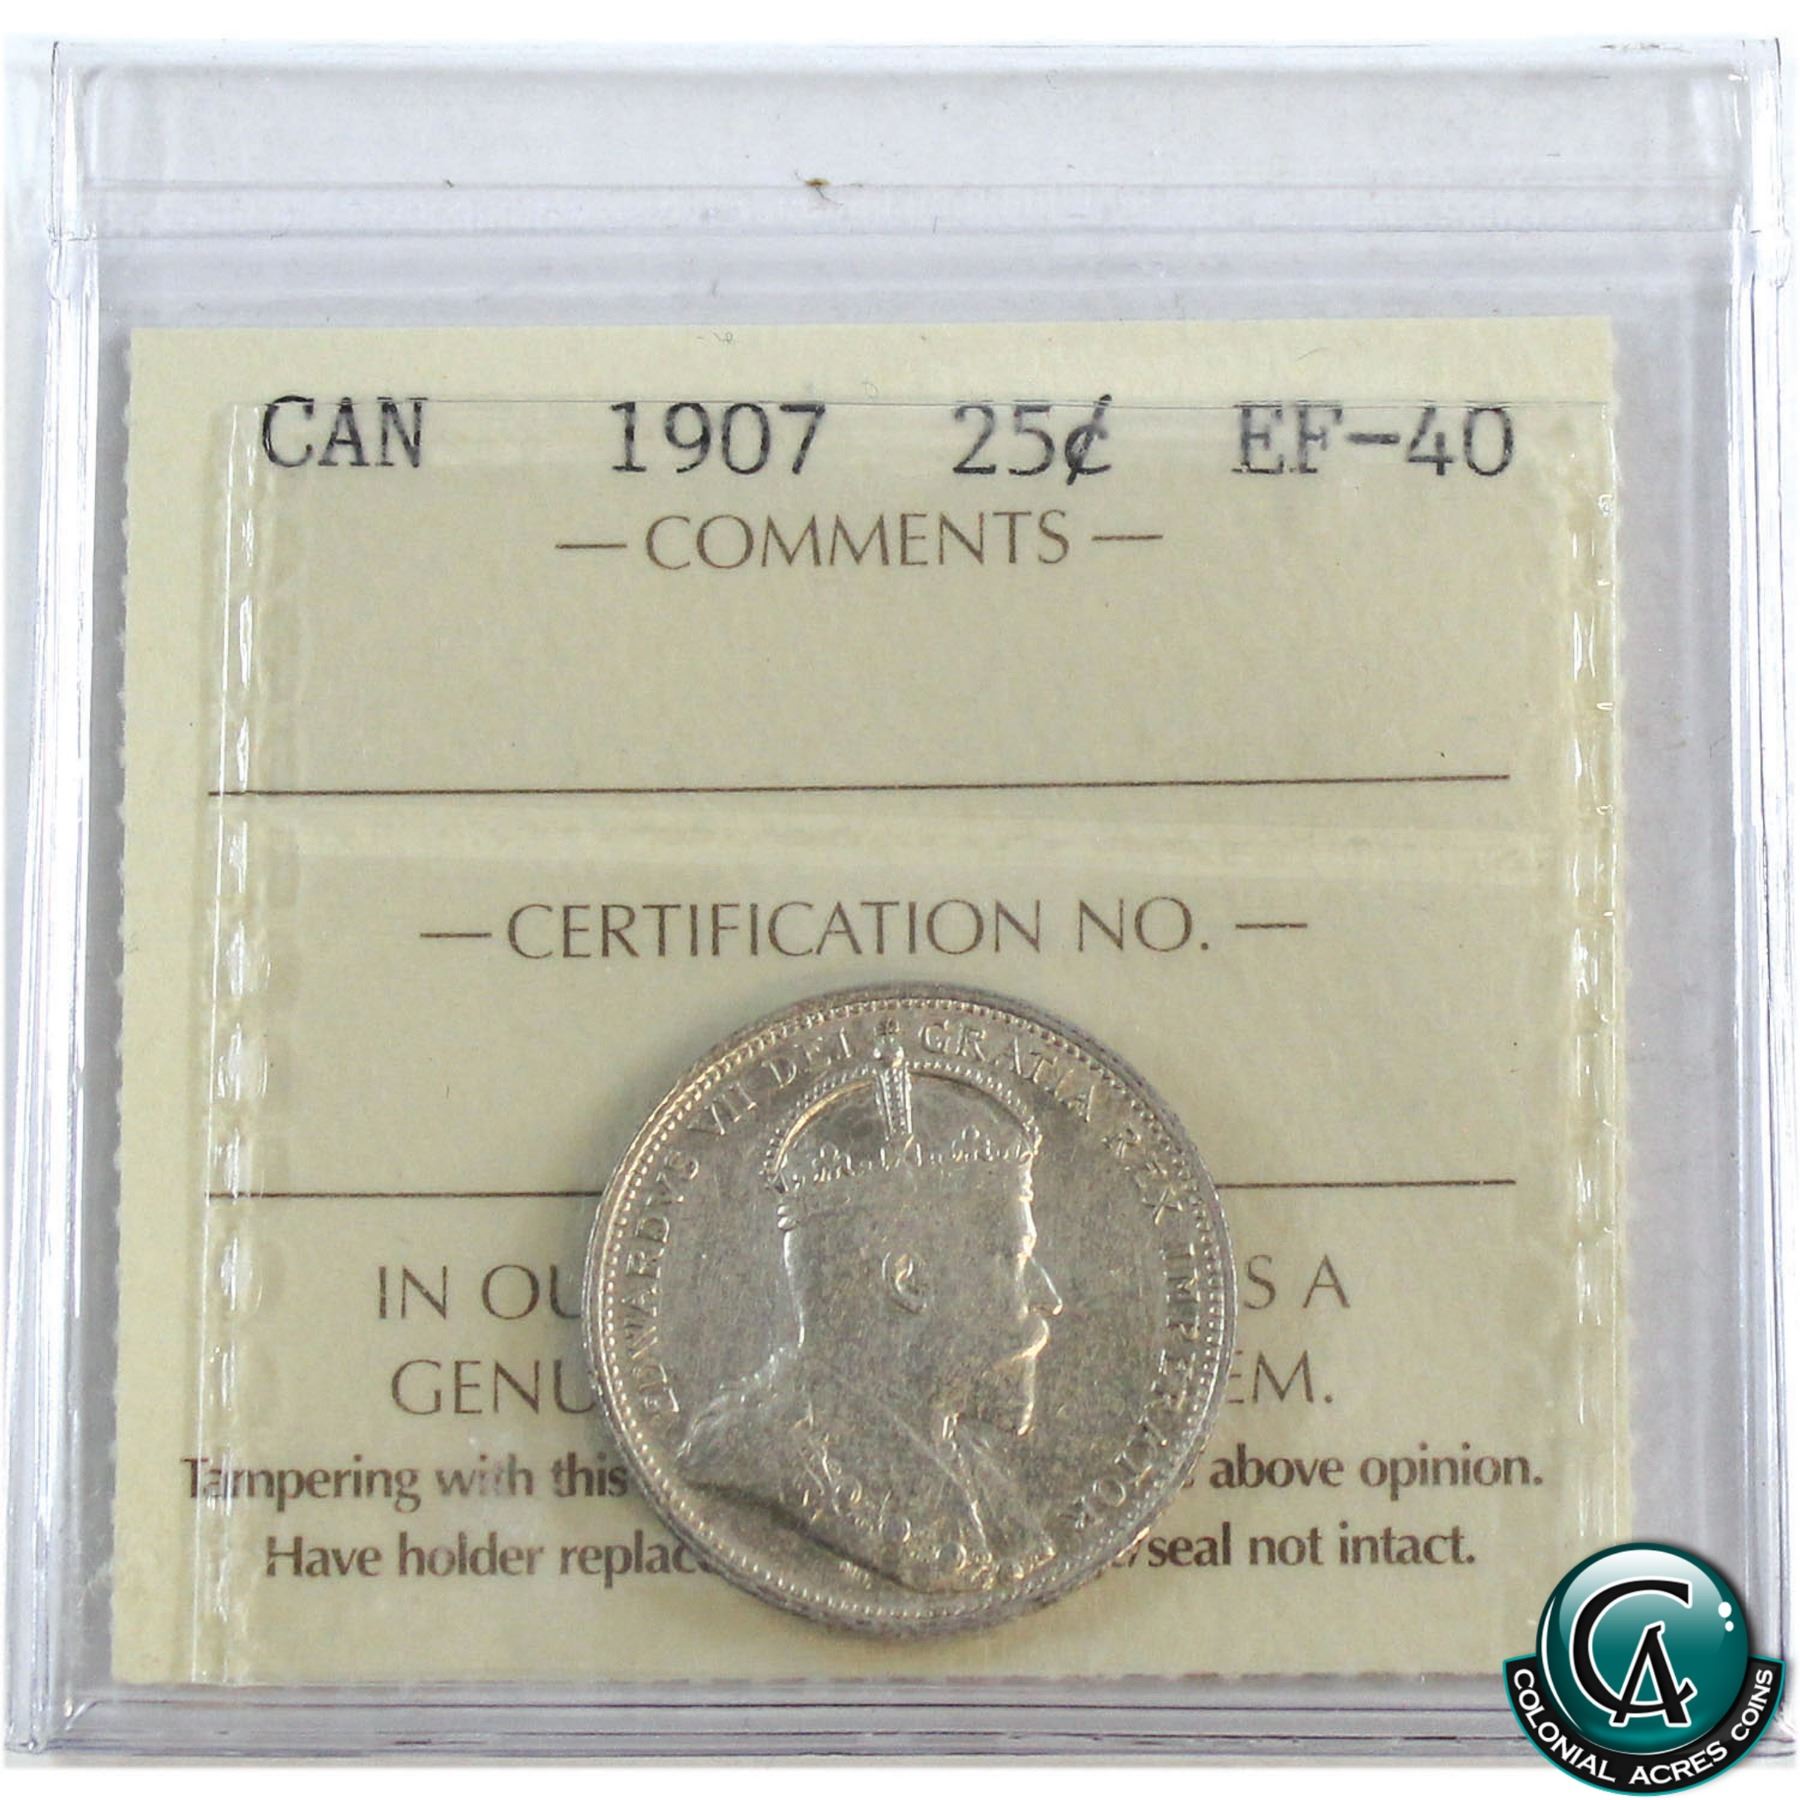 CAN 1907 25¢ EF-40
— COMMENTS —
— CERTIFICATION NO. —
EDWARDVS VII DEI GRATIA REX IMPERATOR
IN OU S A
GENU EM.
Tampering with this above opinion.
Have holder replac seal not intact.
CA
COLONIAL ACRES COINS